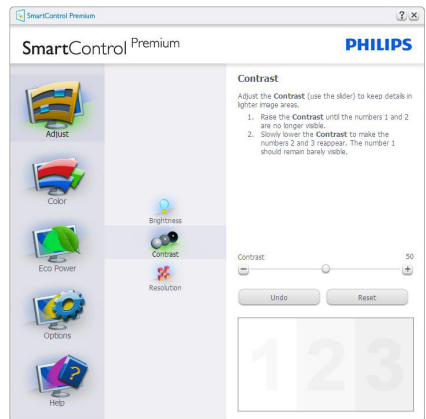 SmartControl Premium
SmartControl Premium
PHILIPS
Adjust
Color
Eco Power
Options
Help
Brightness
Contrast
Resolution
Contrast
Adjust the Contrast (use the slider) to keep details in
lighter image areas.
1. Raise the Contrast until the numbers 1 and 2
are no longer visible.
2. Slowly lower the Contrast to make the
numbers 2 and 3 reappear. The number 1
should remain barely visible.
Contrast 50
Undo Reset
1 2 3